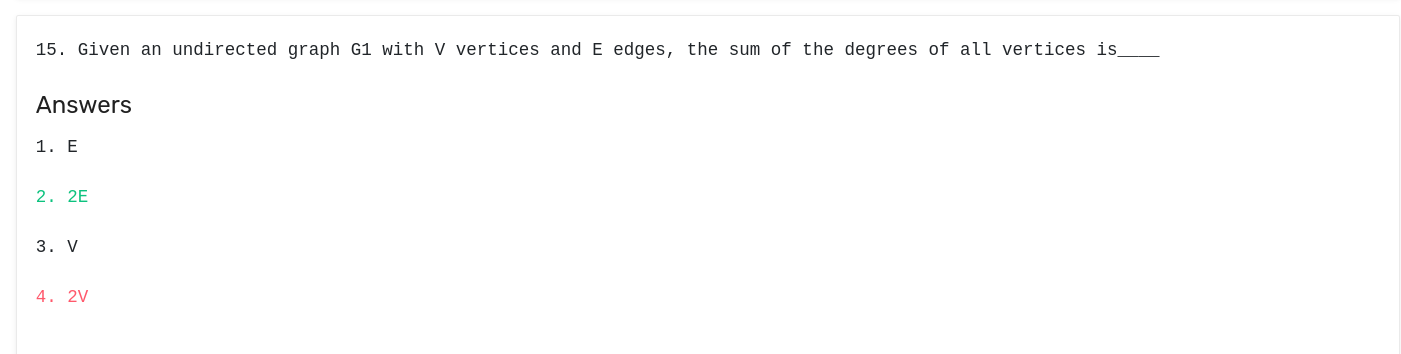 15. Given an undirected graph G1 with V vertices and E edges, the sum of the degrees of all vertices is____
Answers
1. E
2. 2E
3. V
4. 2V